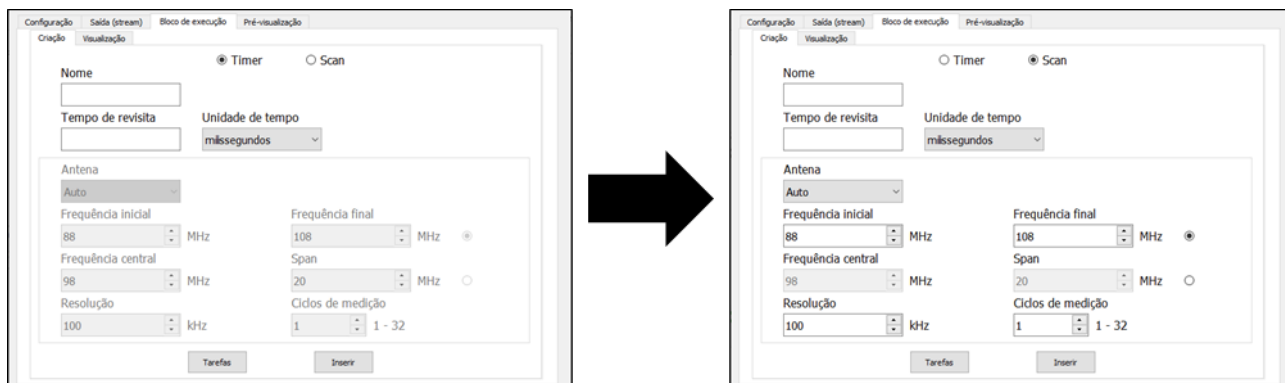 Configuração Saída (stream) Bloco de execução Pré-visualização
Criação Visualização
Timer Scan
Nome
Tempo de revisita Unidade de tempo
milissegundos
Antena
Auto
Frequência inicial Frequência final
88 MHz 108 MHz
Frequência central Span
98 MHz 20 MHz
Resolução Ciclos de medição
100 kHz 1 1 - 32
Tarefas Inserir
Configuração Saída (stream) Bloco de execução Pré-visualização
Criação Visualização
Timer Scan
Nome
Tempo de revisita Unidade de tempo
milissegundos
Antena
Auto
Frequência inicial Frequência final
88 MHz 108 MHz
Frequência central Span
98 MHz 20 MHz
Resolução Ciclos de medição
100 kHz 1 1 - 32
Tarefas Inserir